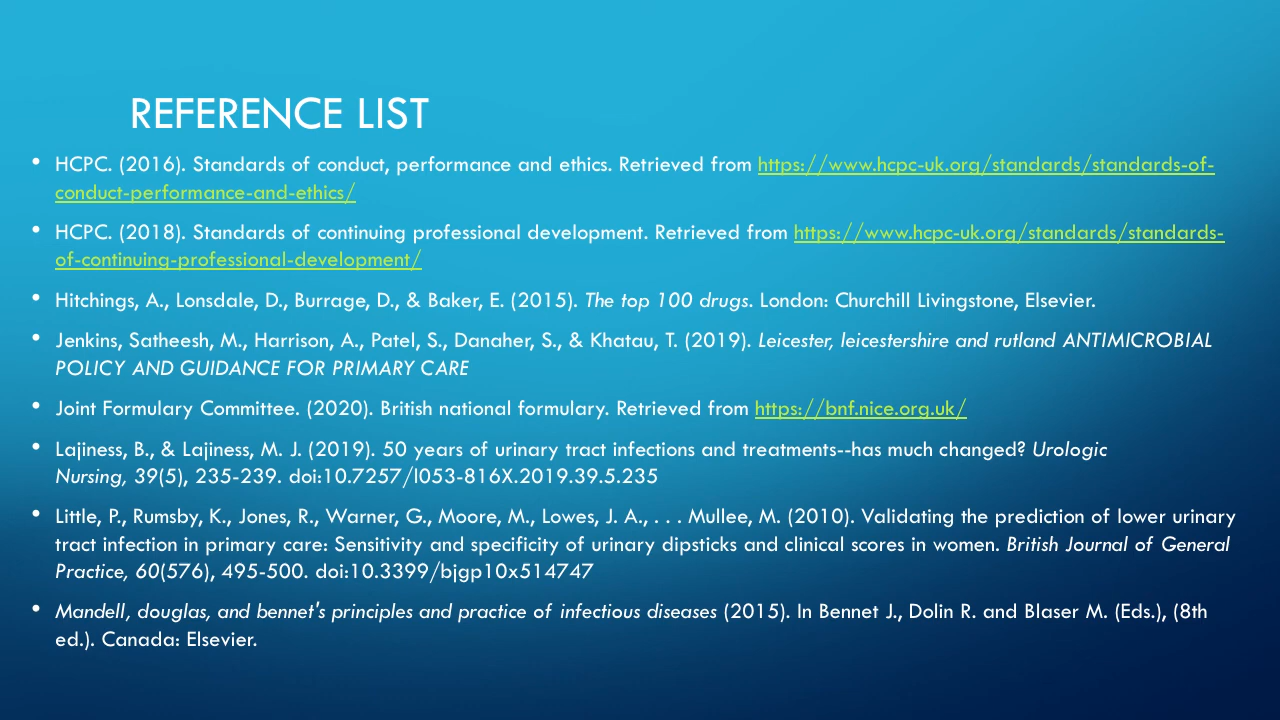 REFERENCE LIST
• HCPC. (2016). Standards of conduct, performance and ethics. Retrieved from https://www.hcpc-uk.org/standards/standards-of-
conduct-performance-and-ethics/
• HCPC. (2018). Standards of continuing professional development. Retrieved from https://www.hcpc-uk.org/standards/standards-
of-continuing-professional-development/
• Hitchings, A., Lonsdale, D., Burrage, D., & Baker, E. (2015). The top 100 drugs. London: Churchill Livingstone, Elsevier.
• Jenkins, Satheesh, M., Harrison, A., Patel, S., Danaher, S., & Khatau, T. (2019). Leicester, leicestershire and rutland ANTIMICROBIAL
POLICY AND GUIDANCE FOR PRIMARY CARE
• Joint Formulary Committee. (2020). British national formulary. Retrieved from https://bnf.nice.org.uk/
• Lajiness, B., & Lajiness, M. J. (2019). 50 years of urinary tract infections and treatments--has much changed? Urologic
Nursing, 39(5), 235-239. doi:10.7257/l053-816X.2019.39.5.235
• Little, P., Rumsby, K., Jones, R., Warner, G., Moore, M., Lowes, J. A., . . . Mullee, M. (2010). Validating the prediction of lower urinary
tract infection in primary care: Sensitivity and specificity of urinary dipsticks and clinical scores in women. British Journal of General
Practice, 60(576), 495-500. doi:10.3399/bjgp10x514747
• Mandell, douglas, and bennet's principles and practice of infectious diseases (2015). In Bennet J., Dolin R. and Blaser M. (Eds.), (8th
ed.). Canada: Elsevier.